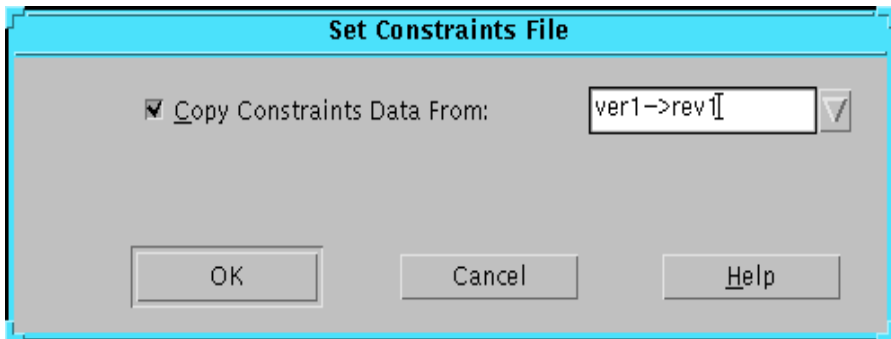 Set Constraints File
Copy Constraints Data From: ver1->rev1
OK Cancel Help